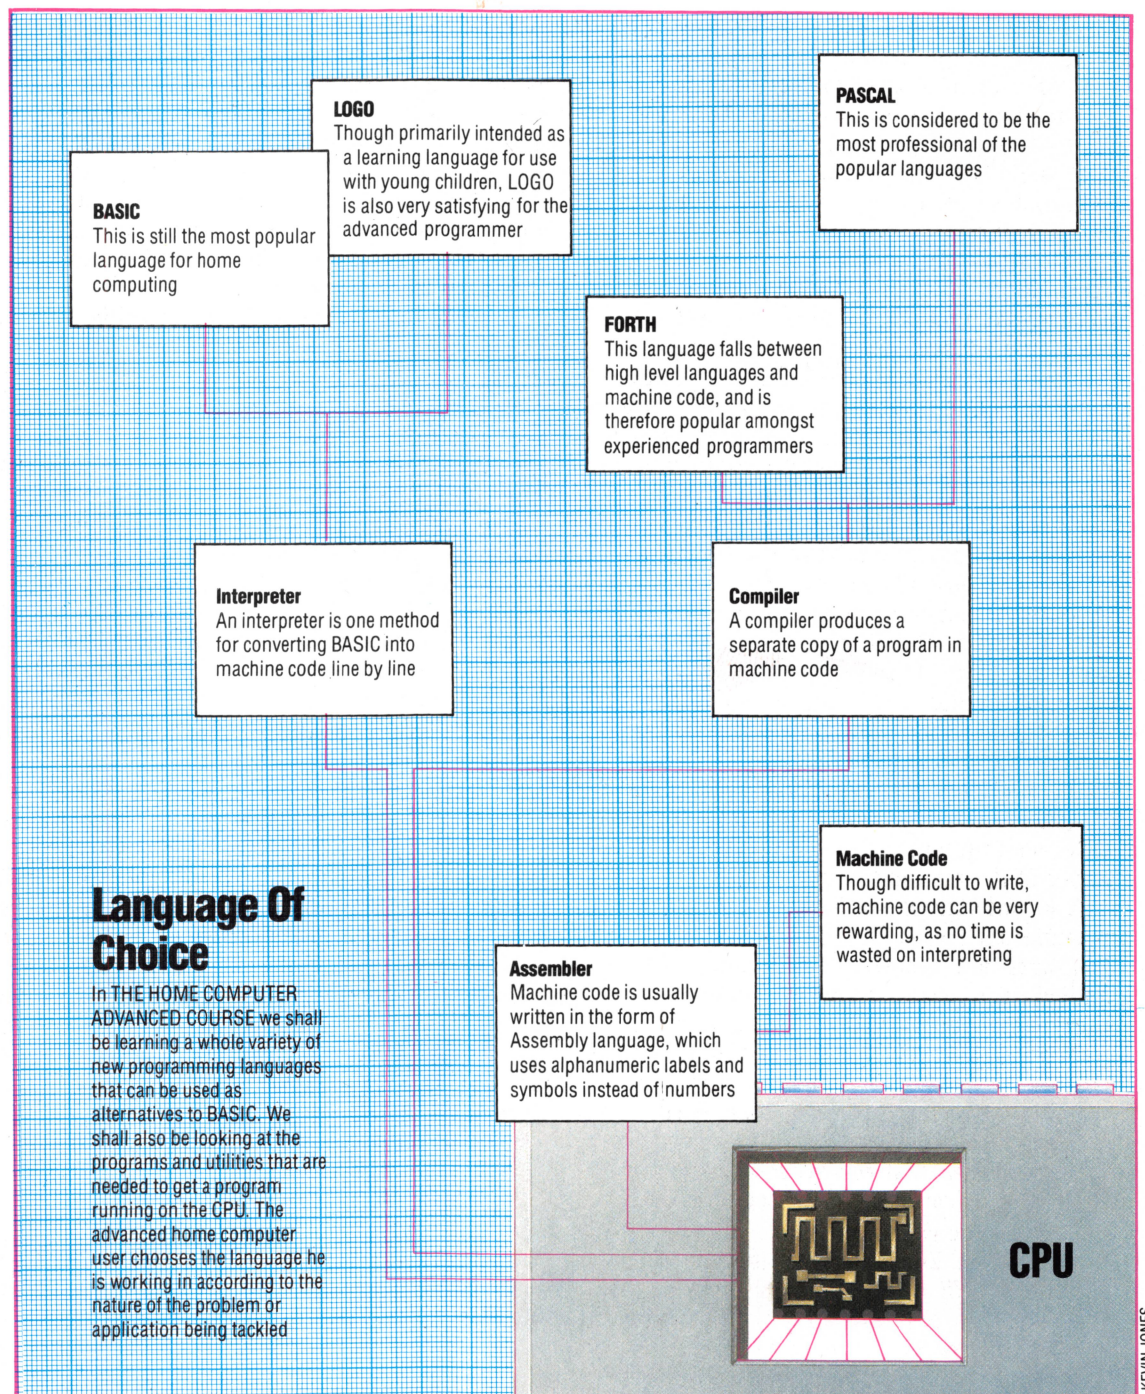 LOGO
Though primarily intended as
a learning language for use
with young children, LOGO
is also very satisfying for the
advanced programmer
PASCAL
This is considered to be the
most professional of the
popular languages
BASIC
This is still the most popular
language for home
computing
FORTH
This language falls between
high level languages and
machine code, and is
therefore popular amongst
experienced programmers
Interpreter
An interpreter is one method
for converting BASIC into
machine code line by line
Compiler
A compiler produces a
separate copy of a program in
machine code
Machine Code
Though difficult to write,
machine code can be very
rewarding, as no time is
wasted on interpreting
Assembler
Machine code is usually
written in the form of
Assembly language, which
uses alphanumeric labels and
symbols instead of numbers
Language Of
Choice
In THE HOME COMPUTER
ADVANCED COURSE we shall
be learning a whole variety of
new programming languages
that can be used as
alternatives to BASIC. We
shall also be looking at the
programs and utilities that are
needed to get a program
running on the CPU. The
advanced home computer
user chooses the language he
is working in according to the
nature of the problem or
application being tackled
CPU
KEVIN JONES